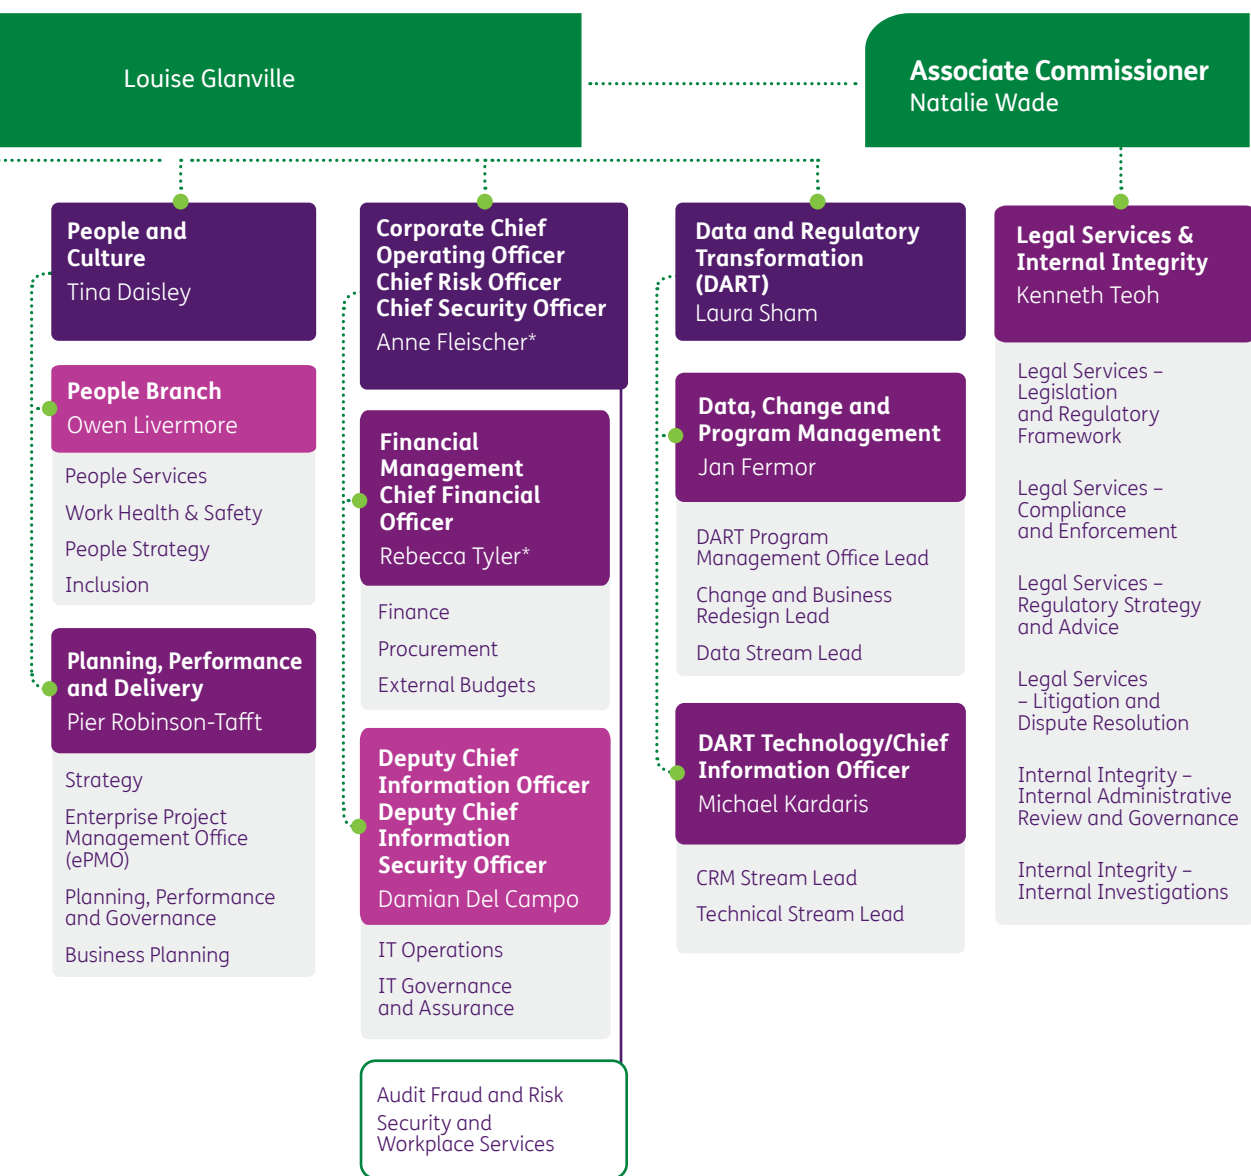 Louise Glanville
Associate Commissioner
Natalie Wade
People and
Culture
Tina Daisley
People Branch
Owen Livermore
People Services
Work Health & Safety
People Strategy
Inclusion
Planning, Performance
and Delivery
Pier Robinson-Tafft
Strategy
Enterprise Project
Management Office
(ePMO)
Planning, Performance
and Governance
Business Planning
Corporate Chief
Operating Officer
Chief Risk Officer
Chief Security Officer
Anne Fleischer*
Financial
Management
Chief Financial
Officer
Rebecca Tyler*
Finance
Procurement
External Budgets
Deputy Chief
Information Officer
Deputy Chief
Information
Security Officer
Damian Del Campo
IT Operations
IT Governance
and Assurance
Audit Fraud and Risk
Security and
Workplace Services
Data and Regulatory
Transformation
(DART)
Laura Sham
Data, Change and
Program Management
Jan Fermor
DART Program
Management Office Lead
Change and Business
Redesign Lead
Data Stream Lead
DART Technology/Chief
Information Officer
Michael Kardaris
CRM Stream Lead
Technical Stream Lead
Legal Services &
Internal Integrity
Kenneth Teoh
Legal Services –
Legislation
and Regulatory
Framework
Legal Services –
Compliance
and Enforcement
Legal Services –
Regulatory Strategy
and Advice
Legal Services
– Litigation and
Dispute Resolution
Internal Integrity –
Internal Administrative
Review and Governance
Internal Integrity –
Internal Investigations